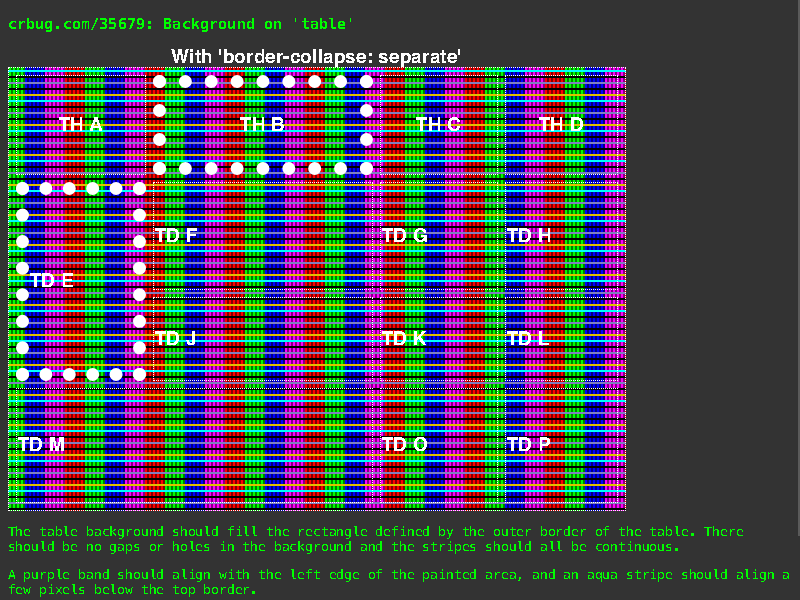 crbug.com/35679: Background on 'table'
With 'border-collapse: separate'
TH A TH B TH C TH D
TD F TD G TD H
TD E
TD J TD K TD L
TD M TD O TD P
The table background should fill the rectangle defined by the outer border of the table. There
should be no gaps or holes in the background and the stripes should all be continuous.
A purple band should align with the left edge of the painted area, and an aqua stripe should align a
few pixels below the top border.